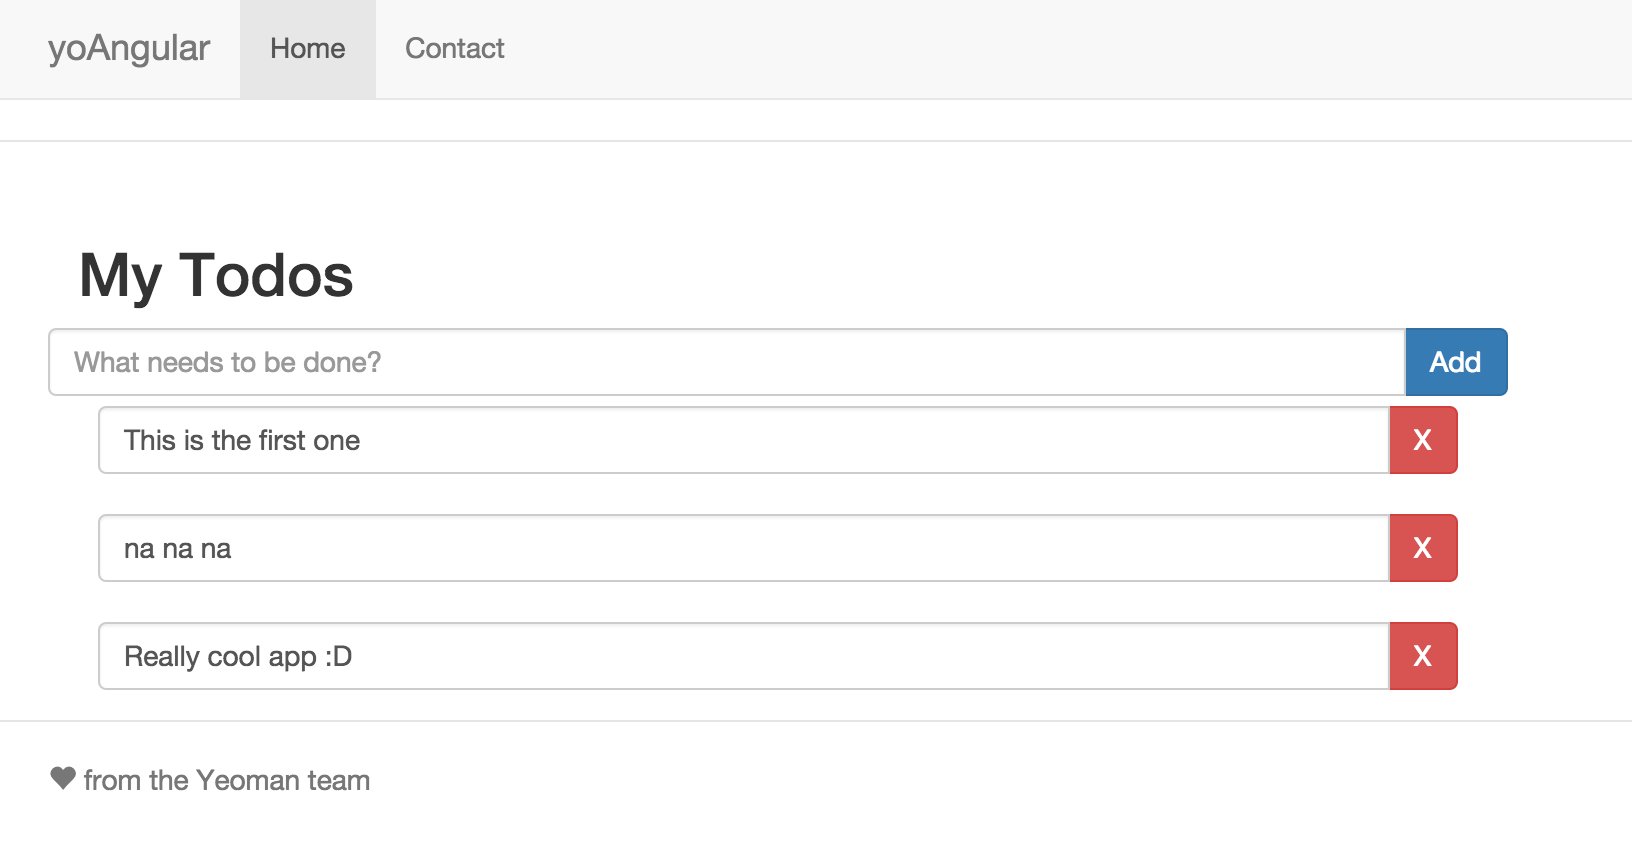 yoAngular Home Contact
My Todos
What needs to be done? Add
This is the first one X
na na na X
Really cool app :D X
from the Yeoman team